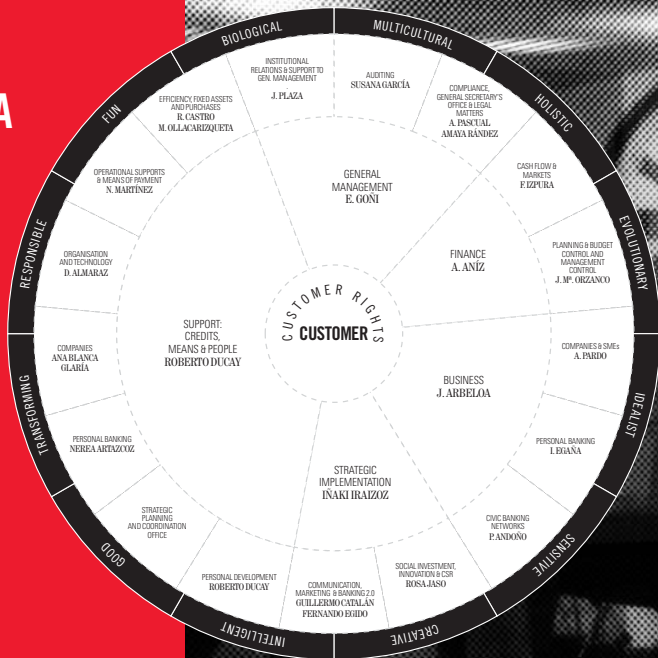 A
BIOLOGICAL
MULTICULTURAL
HOLISTIC
EVOLUTIONARY
IDEALIST
SENSITIVE
CREATIVE
INTELLIGENT
GOOD
TRANSFORMING
RESPONSIBLE
FUN
INSTITUTIONAL
RELATIONS & SUPPORT TO
GEN. MANAGEMENT
J. PLAZA
AUDITING
SUSANA GARCÍA
COMPLIANCE,
GENERAL SECRETARY'S
OFFICE & LEGAL
MATTERS
A. PASCUAL
AMAYA RÁNDEZ
CASH FLOW &
MARKETS
F. IZPURA
PLANNING & BUDGET
CONTROL AND
MANAGEMENT
CONTROL
J. Mª. ORZANCO
COMPANIES & SMEs
A. PARDO
PERSONAL BANKING
I. EGAÑA
CIVIC BANKING
NETWORKS
P. ANDOÑO
SOCIAL INVESTMENT,
INNOVATION & CSR
ROSA JASO
COMMUNICATION,
MARKETING & BANKING 2.0
GUILLERMO CATALÁN
FERNANDO EGIDO
PERSONAL DEVELOPMENT
ROBERTO DUCAY
STRATEGIC
PLANNING
AND COORDINATION
OFFICE
PERSONAL BANKING
NEREA ARTAZCOZ
COMPANIES
ANA BLANCA
GLARÍA
ORGANISATION
AND TECHNOLOGY
D. ALMARAZ
OPERATIONAL SUPPORTS
& MEANS OF PAYMENT
N. MARTÍNEZ
EFFICIENCY, FIXED ASSETS
AND PURCHASES
R. CASTRO
M. OLLACARIZQUETA
GENERAL
MANAGEMENT
E. GOÑI
FINANCE
A. ANÍZ
BUSINESS
J. ARBELOA
STRATEGIC
IMPLEMENTATION
IÑAKI IRAIZOZ
SUPPORT:
CREDITS,
MEANS & PEOPLE
ROBERTO DUCAY
CUSTOMER RIGHTS
CUSTOMER